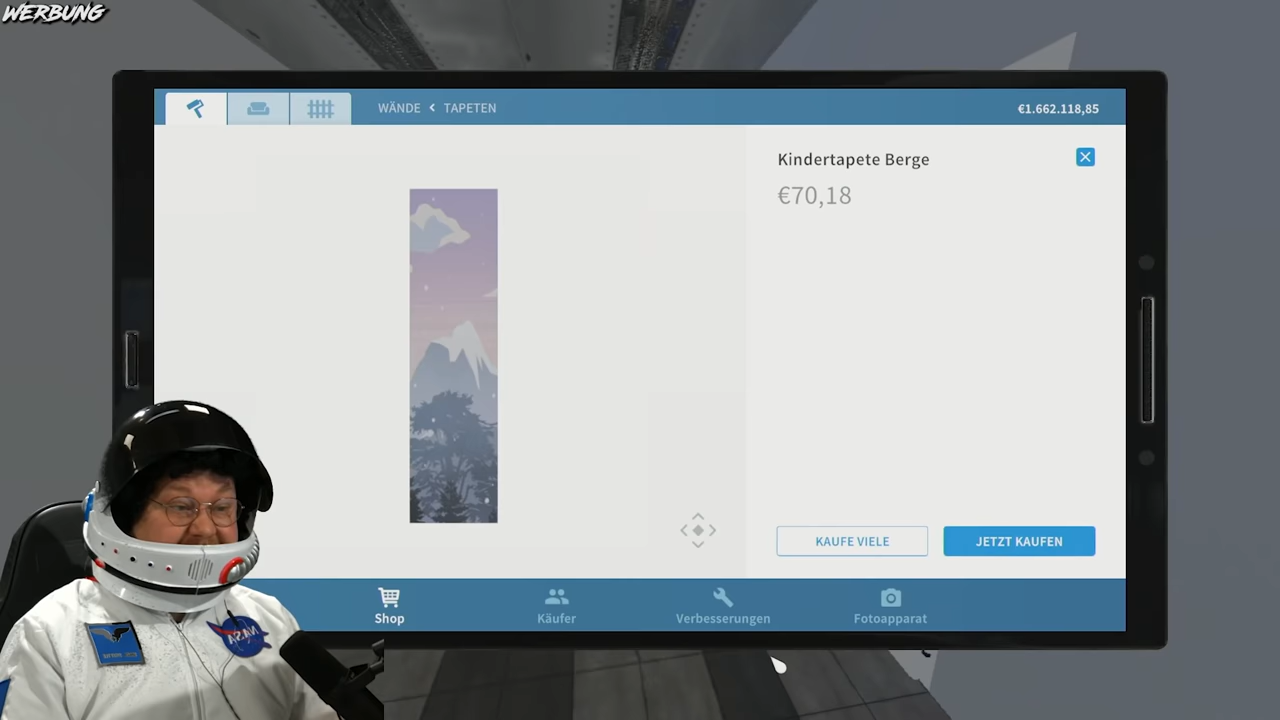 WERBUNG
WÄNDE < TAPETEN
€1.662.118,85
Kindertapete Berge
€70,18
KAUFE VIELE
JETZT KAUFEN
Shop
Käufer
Verbesserungen
Fotoapparat